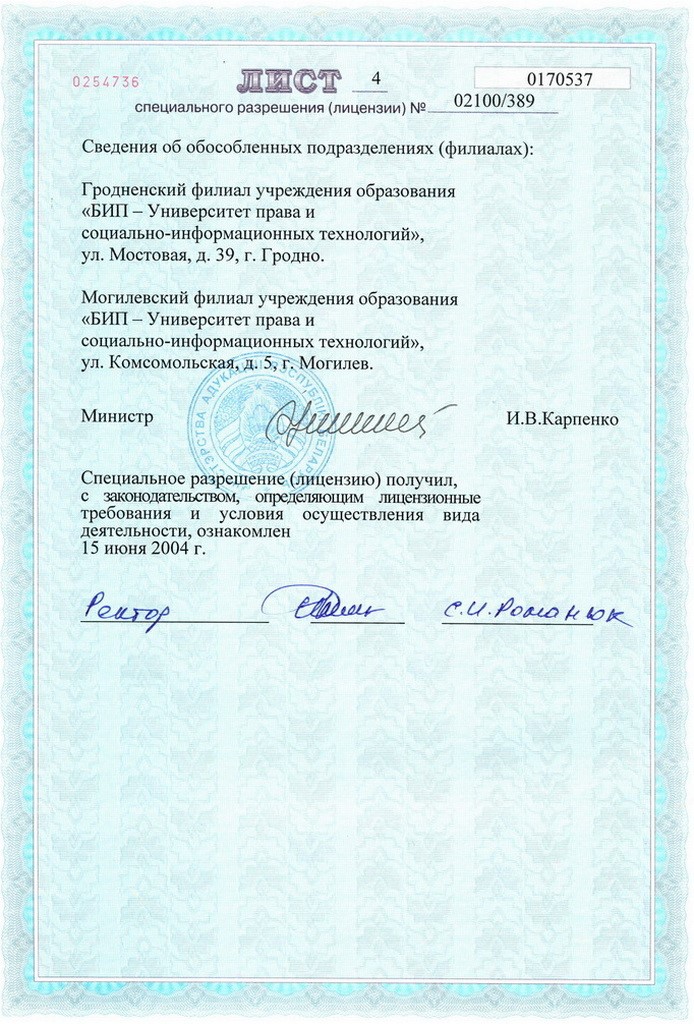 0254736
ЛИСТ 4
0170537
специального разрешения (лицензии) № 02100/389
Сведения об обособленных подразделениях (филиалах):
Гродненский филиал учреждения образования
«БИП – Университет права и
социально-информационных технологий»,
ул. Мостовая, д. 39, г. Гродно.
Могилевский филиал учреждения образования
«БИП – Университет права и
социально-информационных технологий»,
ул. Комсомольская, д. 5, г. Могилев.
Министр И.В.Карпенко
Специальное разрешение (лицензию) получил,
с законодательством, определяющим лицензионные
требования и условия осуществления вида
деятельности, ознакомлен
15 июня 2004 г.
Ректор С.И.Романюк